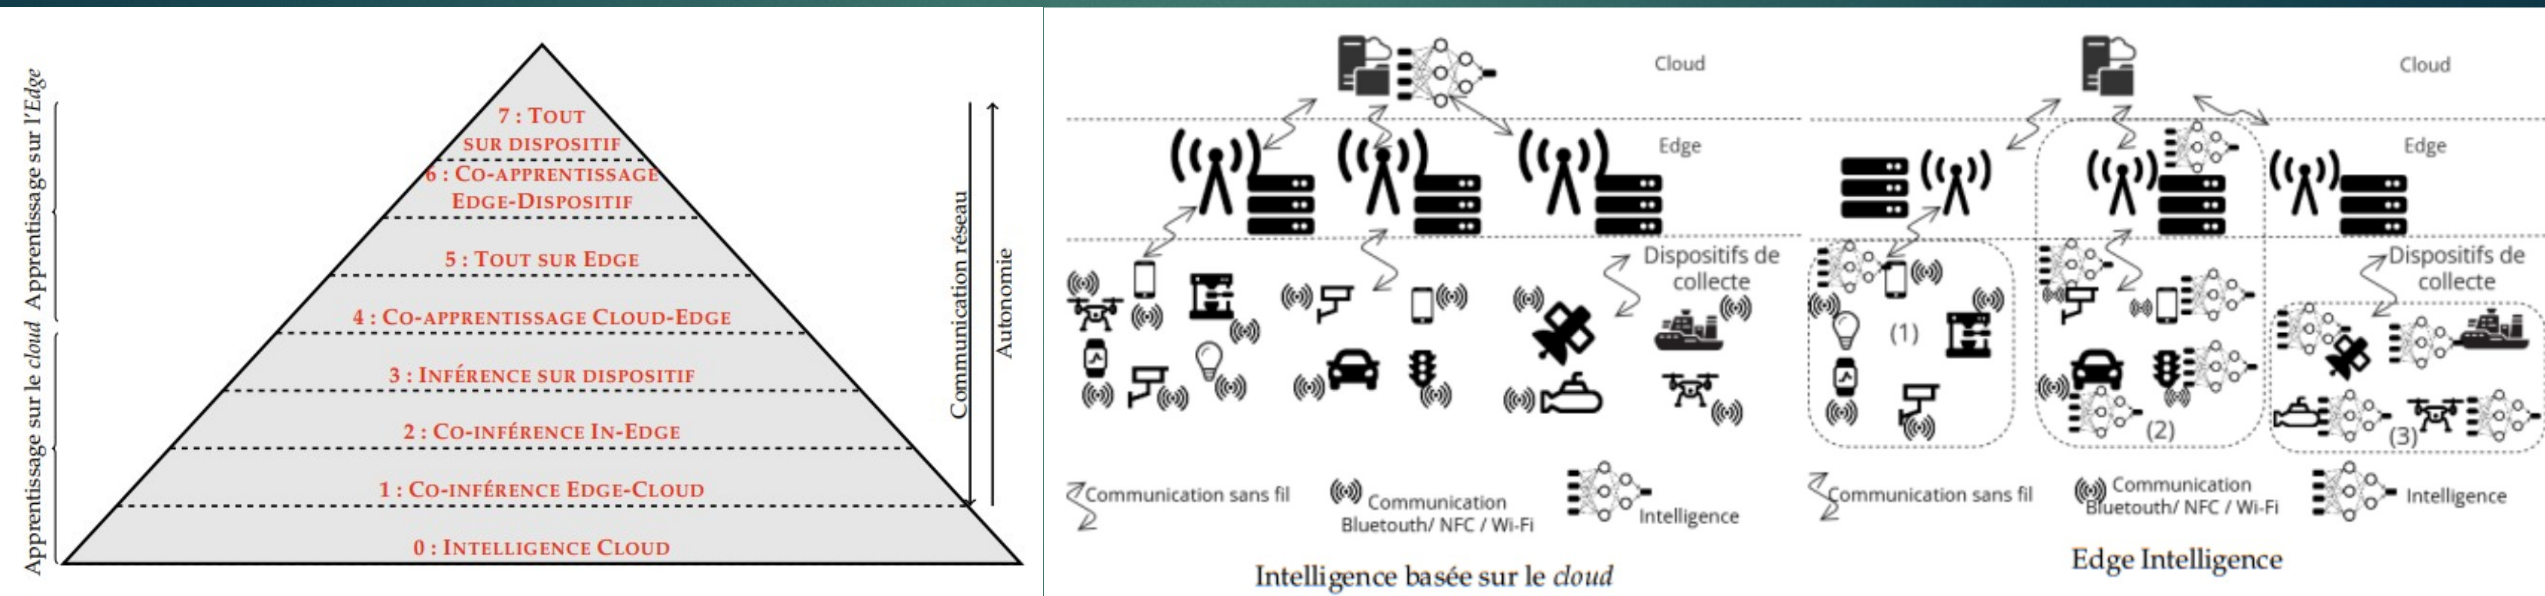 Apprentissage sur l'Edge
Apprentissage sur le cloud
7 : Tout
sur dispositif
6 : Co-apprentissage
Edge-Dispositif
5 : Tout sur Edge
4 : Co-apprentissage Cloud-Edge
3 : Inférence sur dispositif
2 : Co-inférence In-Edge
1 : Co-inférence Edge-Cloud
0 : Intelligence Cloud
Communication réseau
Autonomie
Cloud
Edge
Dispositifs de
collecte
Communication sans fil
Communication
Bluetouth/ NFC / Wi-Fi
Intelligence
Intelligence basée sur le cloud
Cloud
Edge
Dispositifs de
collecte
(1)
(2)
(3)
Communication sans fil
Communication
Bluetouth/ NFC / Wi-Fi
Intelligence
Edge Intelligence